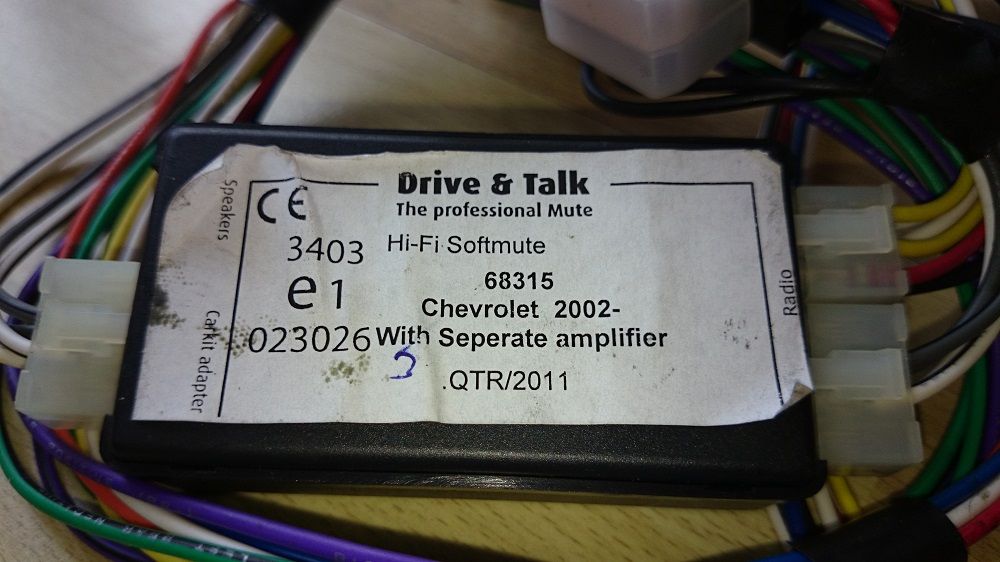 Drive & Talk
The professional Mute
CE
3403
Hi-Fi Softmute
e1
68315
Chevrolet 2002-
023026
With Seperate amplifier
.QTR/2011
Speakers
Carkit adapter
Radio